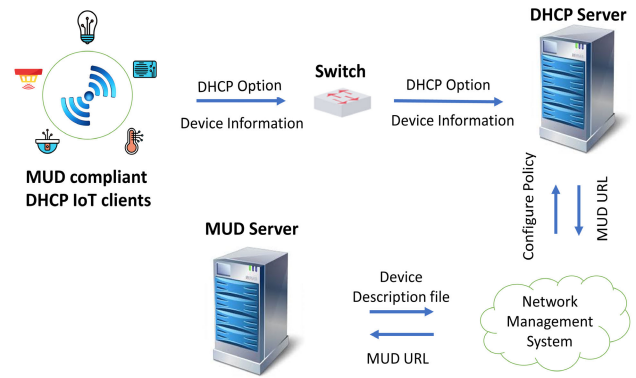 DHCP Server
Switch
DHCP Option
Device Information
DHCP Option
Device Information
MUD compliant
DHCP IoT clients
Configure Policy
MUD URL
MUD Server
Device
Description file
MUD URL
Network
Management
System